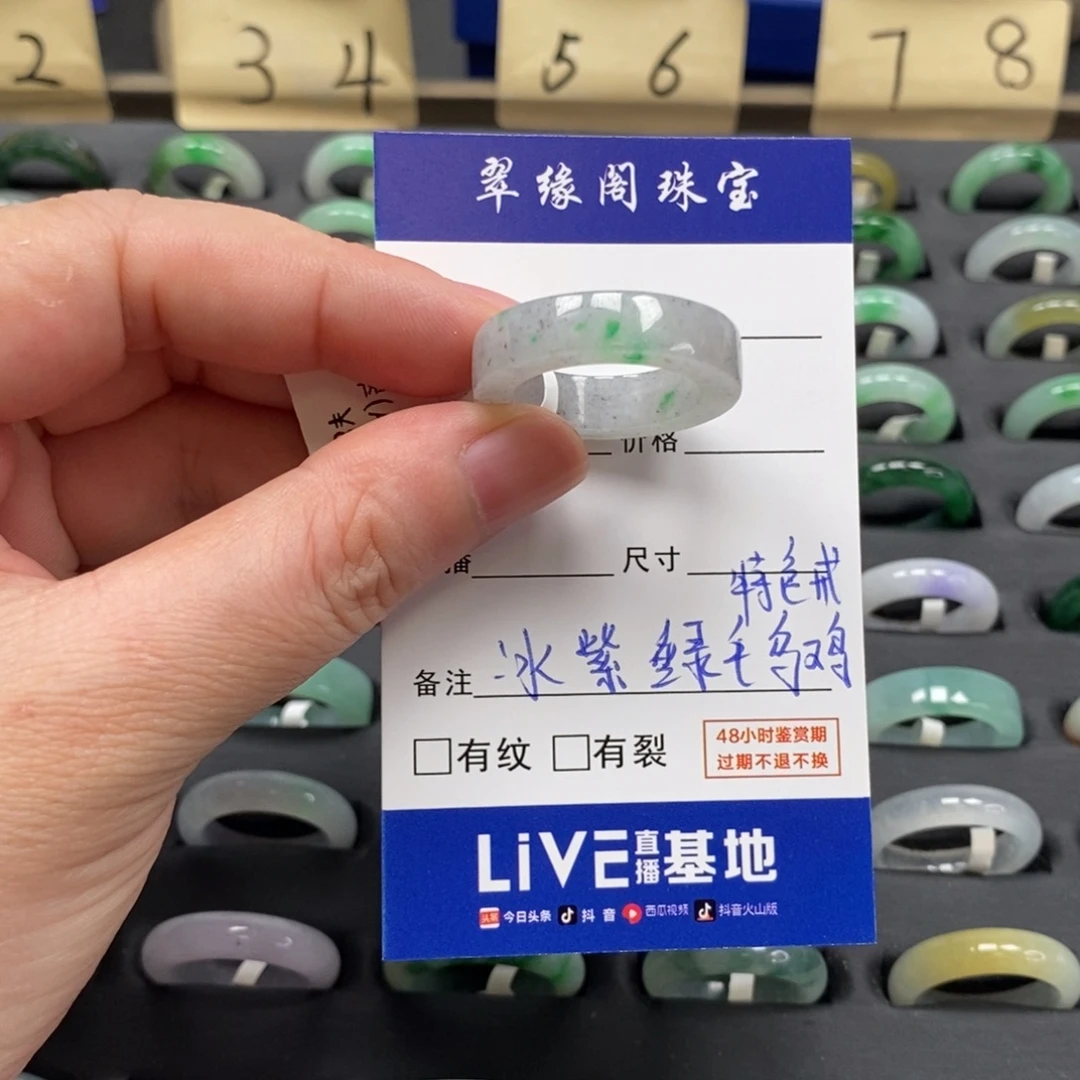 2
3 4
5 6
7 8
翠缘阁珠宝
价格
播 尺寸
特色戒
备注 冰紫绿毛乌鸡
有纹 有裂
48小时鉴赏期
过期不退不换
LiVE直播基地
头条 今日头条 抖音 西瓜视频 抖音火山版